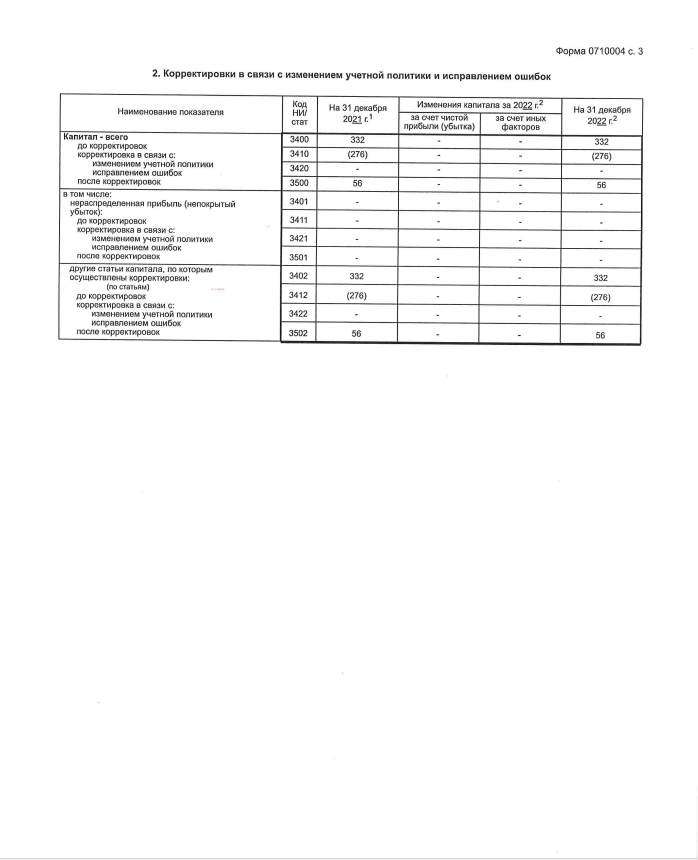 Форма 0710004 с. 3
2. Корректировки в связи с изменением учетной политики и исправлением ошибок
Наименование показателя
Код
НИ/
стат
На 31 декабря
2021 г.1
Изменения капитала за 2022 г.2
за счет чистой
прибыли (убытка)
за счет иных
факторов
На 31 декабря
2022 г.2
Капитал - всего
до корректировок 3400 332 - - 332
корректировка в связи с: 3410 (276) - - (276)
изменением учетной политики
исправлением ошибок 3420 - - - -
после корректировок 3500 56 - - 56
в том числе:
нераспределенная прибыль (непокрытый 3401 - - - -
убыток):
до корректировок 3411 - - - -
корректировка в связи с:
изменением учетной политики 3421 - - - -
исправлением ошибок
после корректировок 3501 - - - -
другие статьи капитала, по которым
осуществлены корректировки: 3402 332 - - 332
(по статьям)
до корректировок 3412 (276) - - (276)
корректировка в связи с:
изменением учетной политики 3422 - - - -
исправлением ошибок
после корректировок 3502 56 - - 56